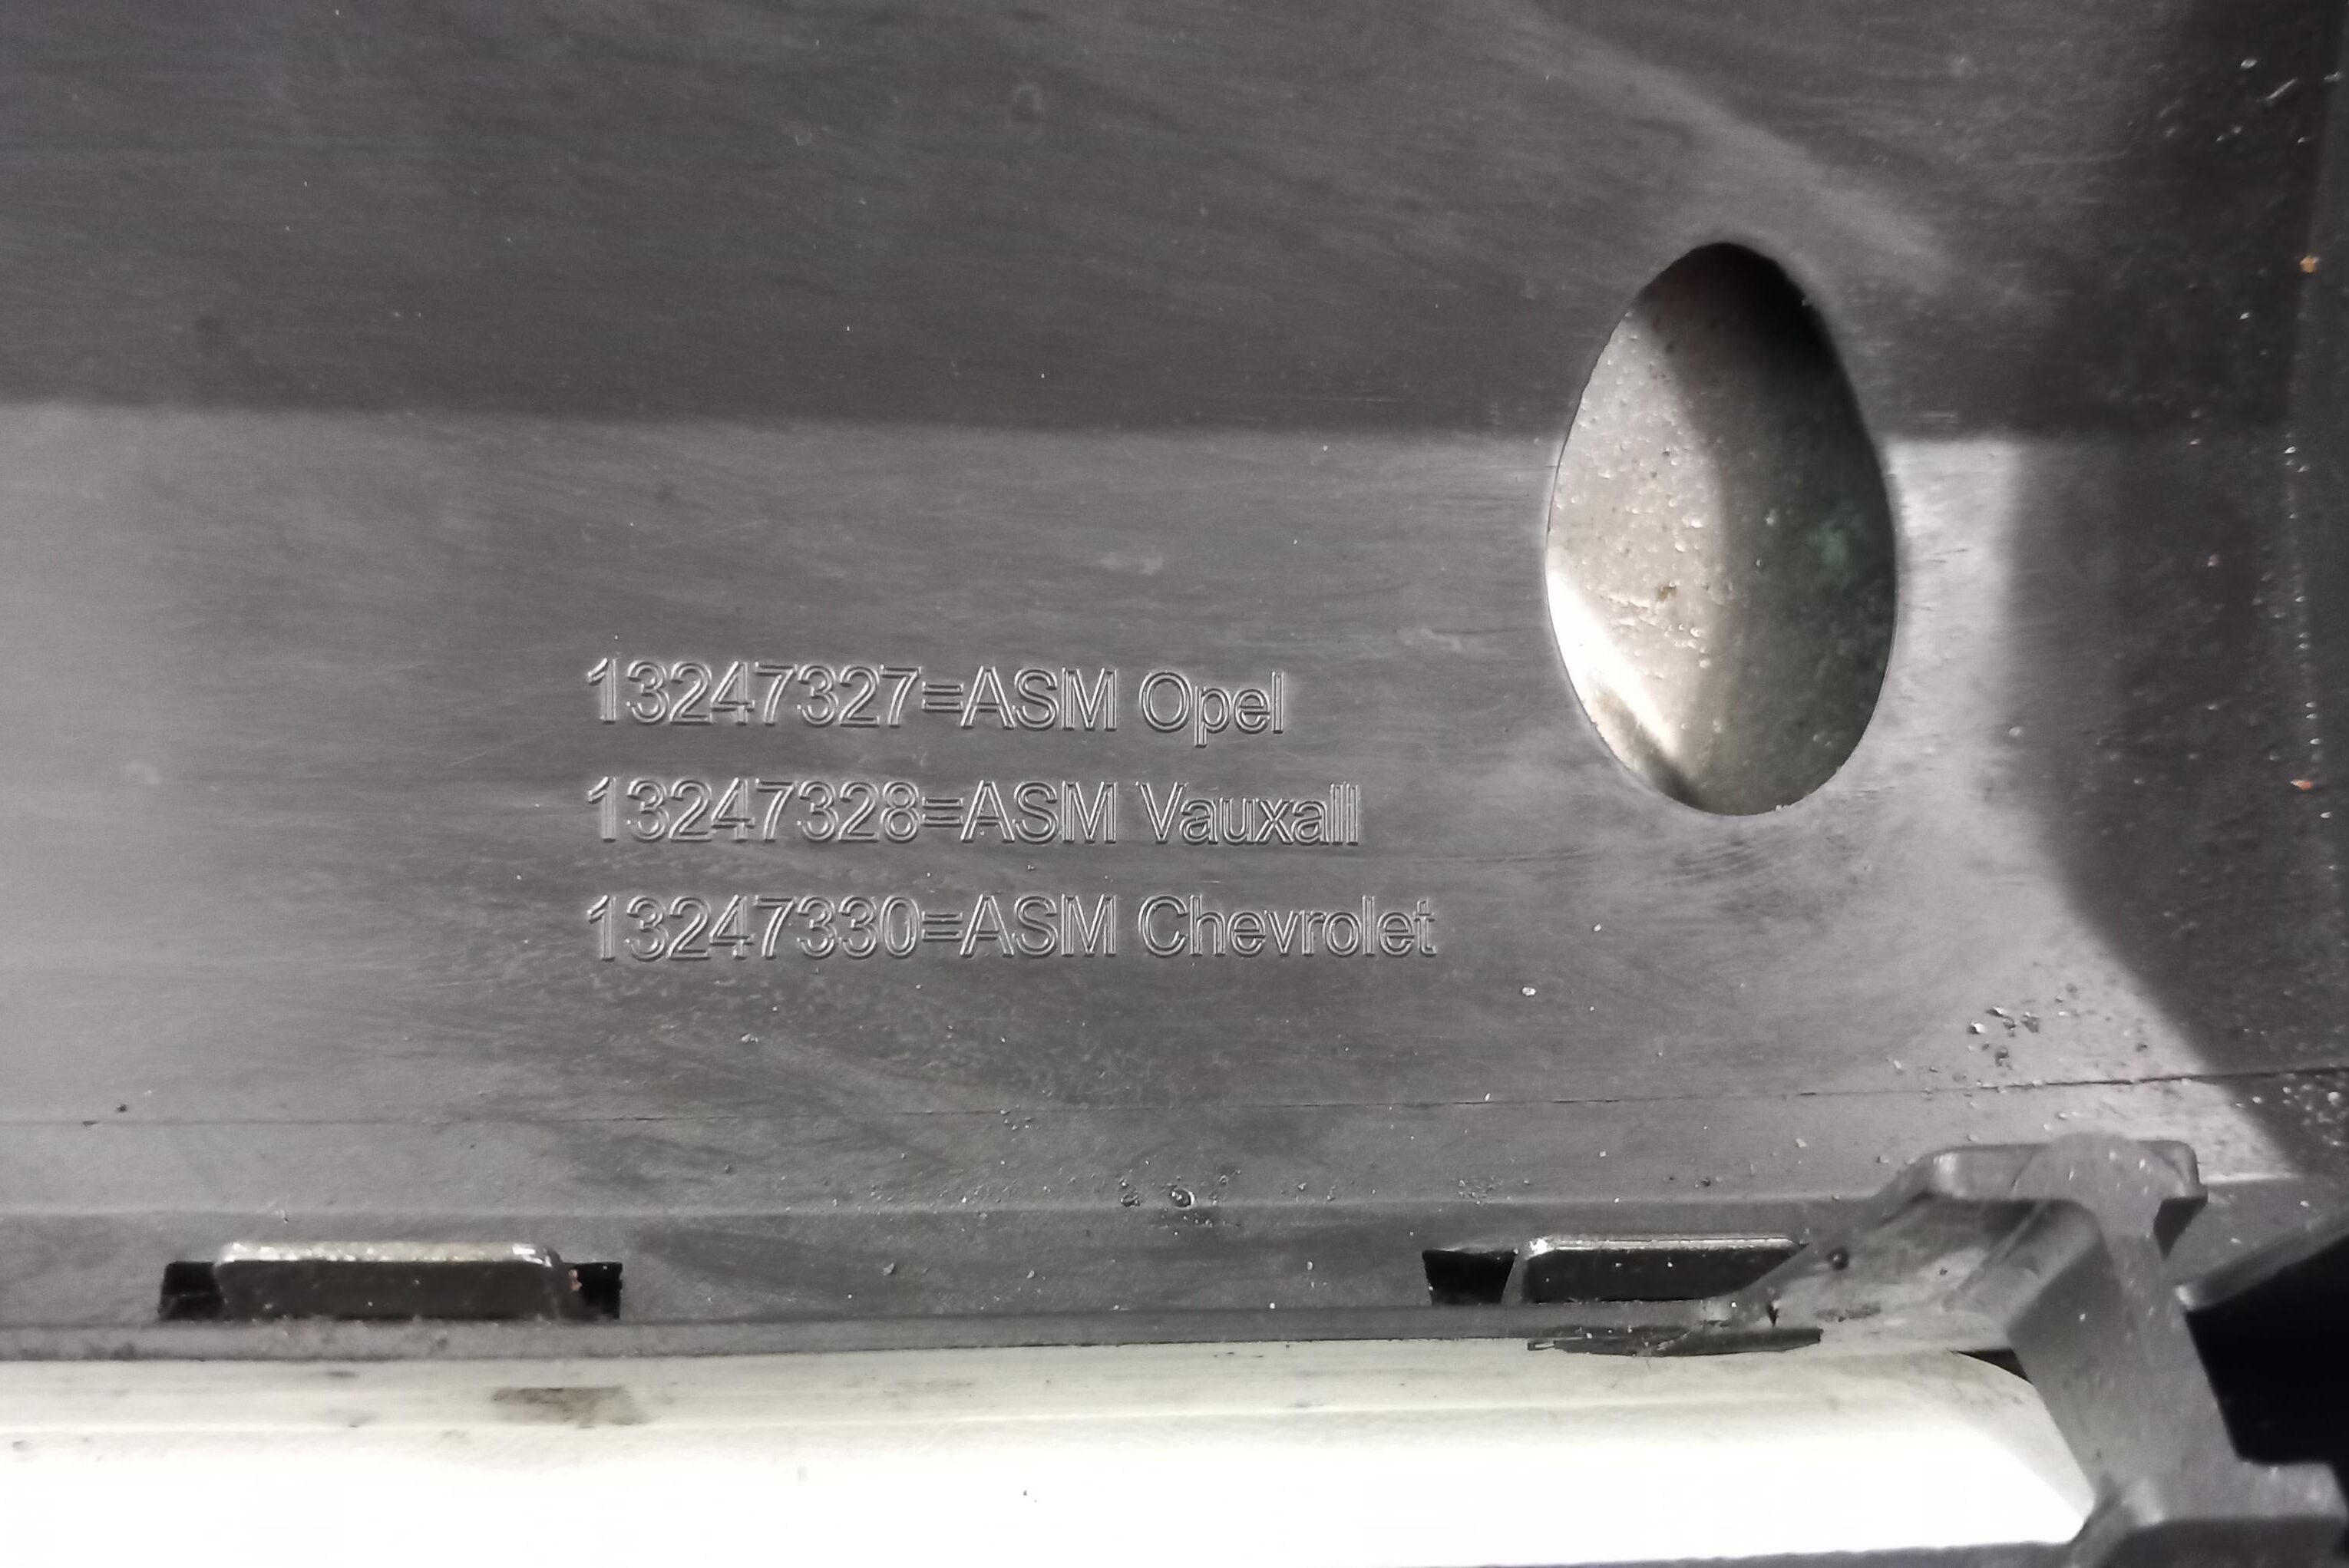 13247327=ASM Opel
13247328=ASM Vauxall
13247330=ASM Chevrolet